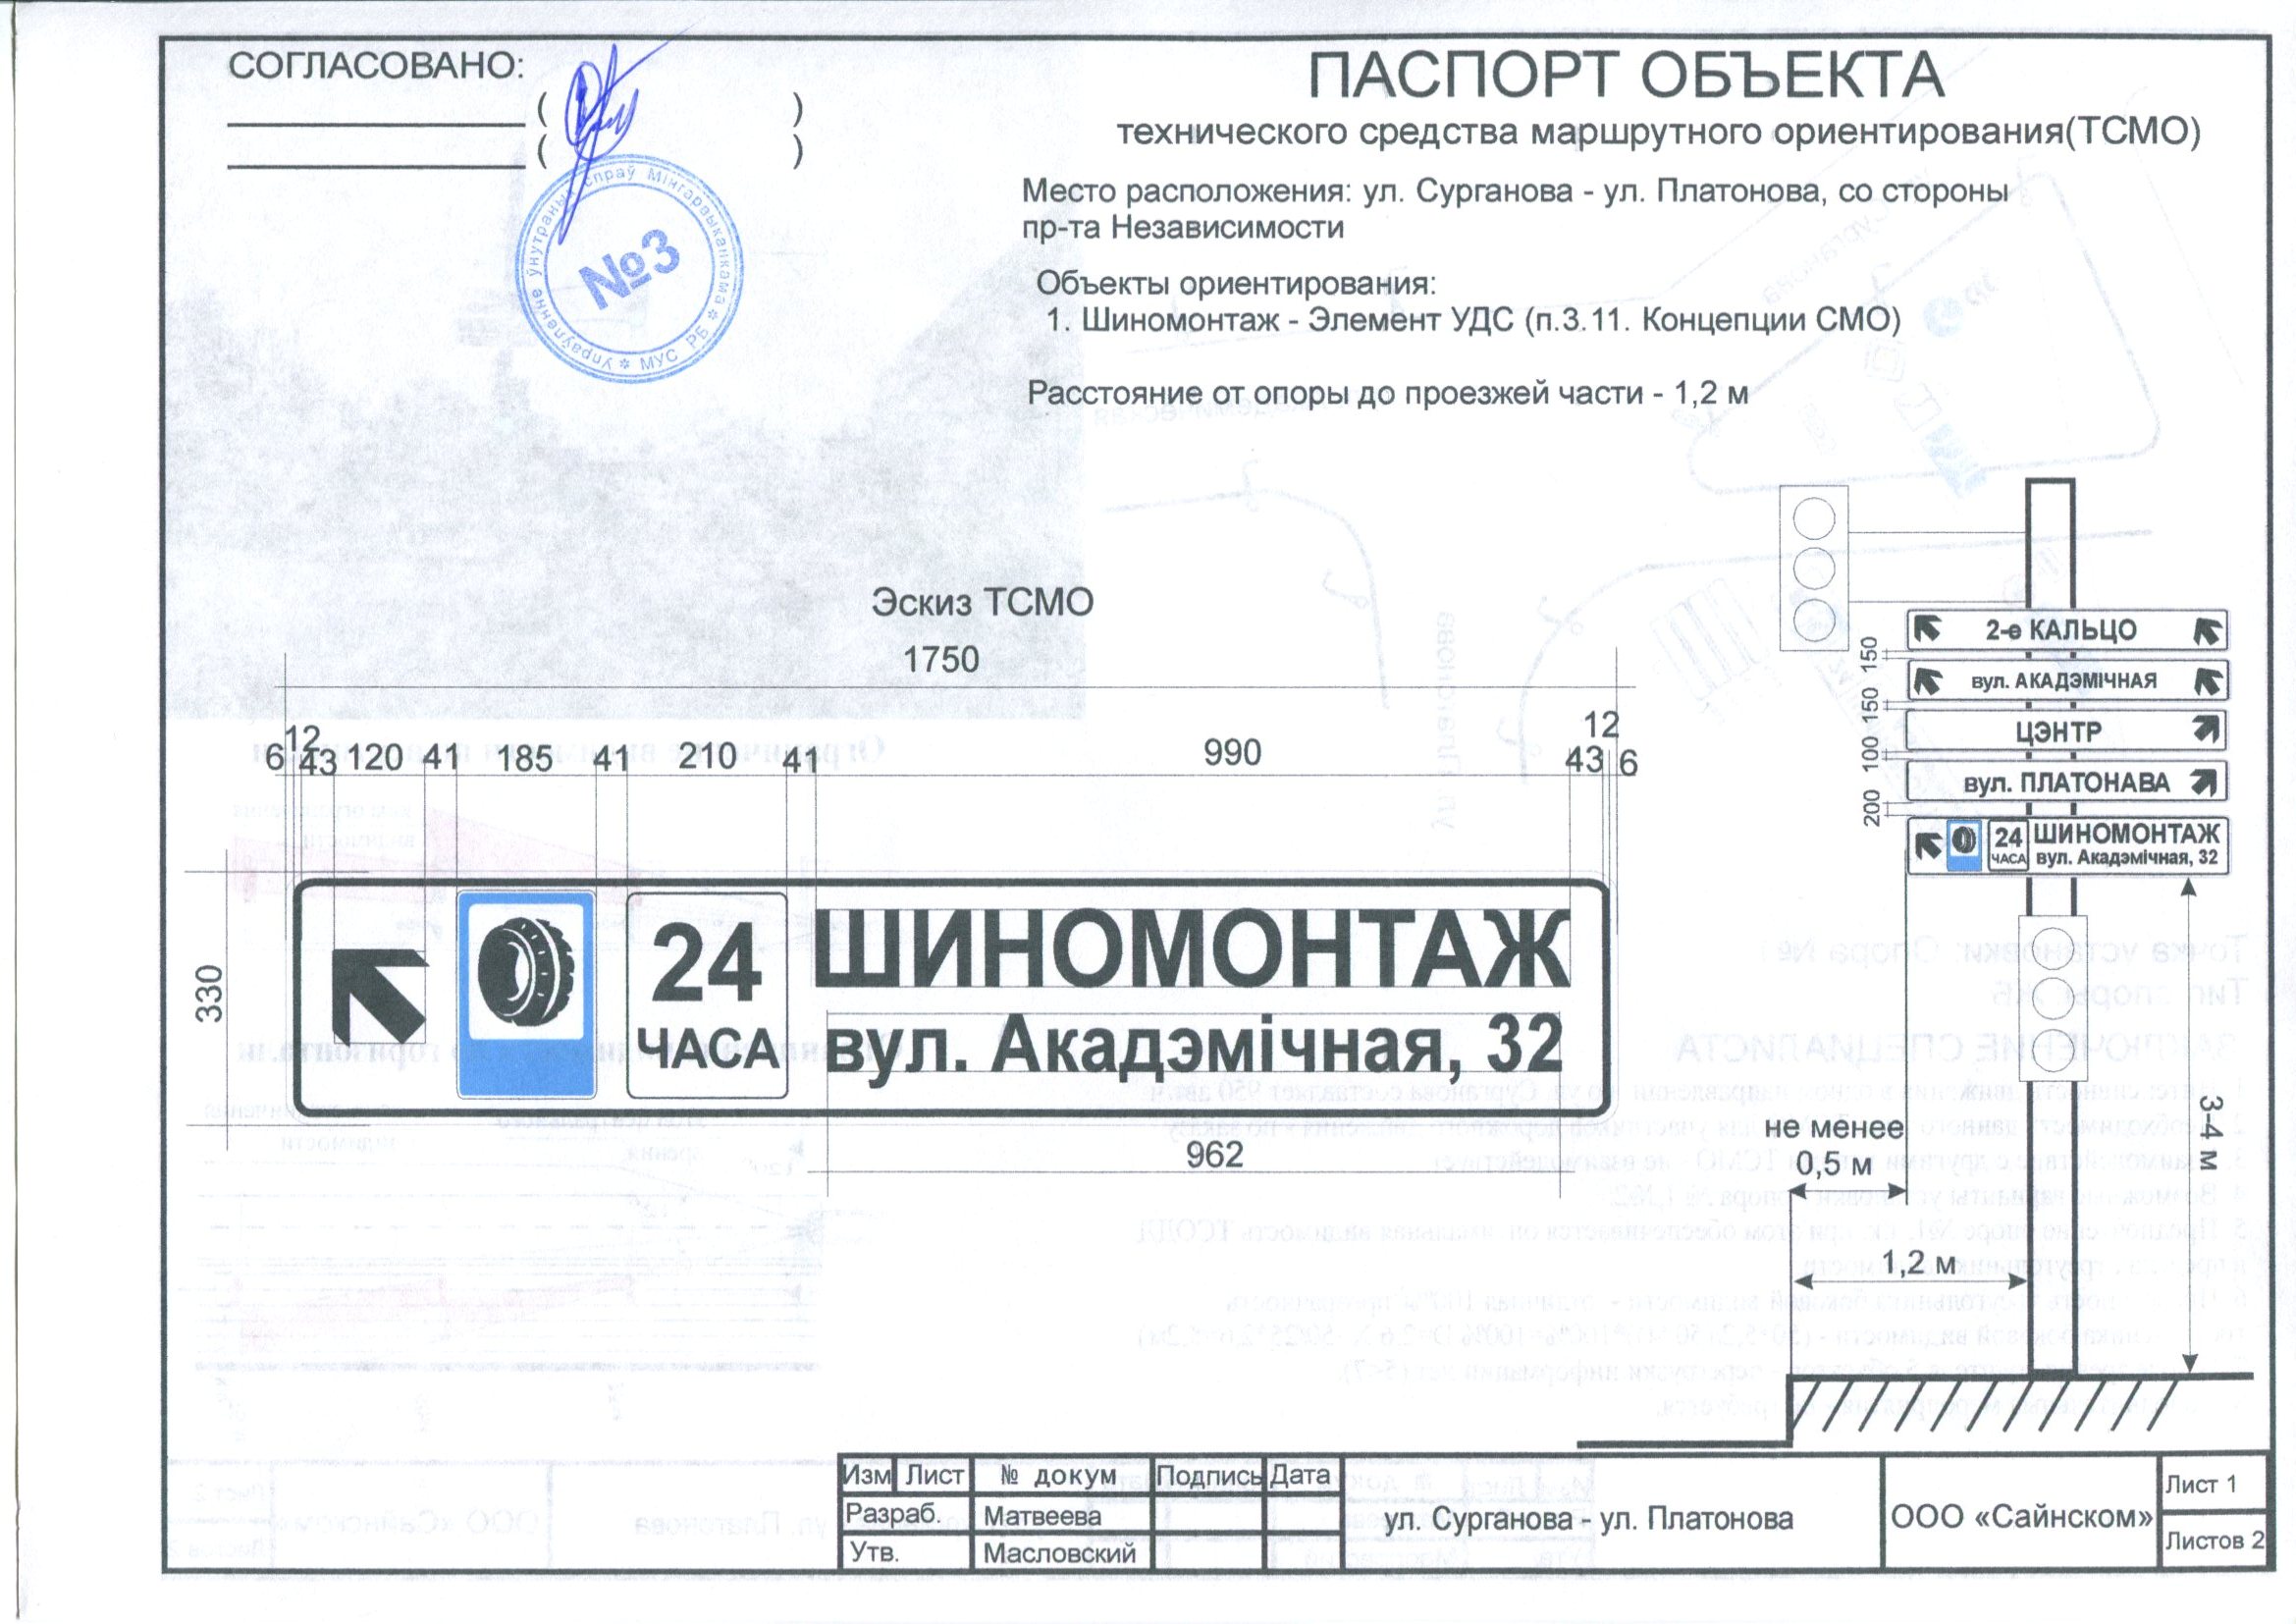 СОГЛАСОВАНО:
( )
( )
ўпраўленне ўнутраных спраў Мінгарвыканкама * МУС РБ *
№3
ПАСПОРТ ОБЪЕКТА
технического средства маршрутного ориентирования(ТСМО)
Место расположения: ул. Сурганова - ул. Платонова, со стороны
пр-та Независимости
Объекты ориентирования:
1. Шиномонтаж - Элемент УДС (п.3.11. Концепции СМО)
Расстояние от опоры до проезжей части - 1,2 м
Эскиз ТСМО
1750
6 12 43 120 41 185 41 210 41 990 43 12 6
330
24
ЧАСА
ШИНОМОНТАЖ
вул. Акадэмічная, 32
962
2-е КАЛЬЦО
150
вул. АКАДЭМІЧНАЯ
150
ЦЭНТР
100
вул. ПЛАТОНАВА
200
24
ЧАСА
ШИНОМОНТАЖ
вул. Акадэмічная, 32
3-4 м
не менее
0,5 м
1,2 м
Изм Лист № докум Подпись Дата
Разраб. Матвеева
Утв. Масловский
ул. Сурганова - ул. Платонова
ООО «Сайнском»
Лист 1
Листов 2